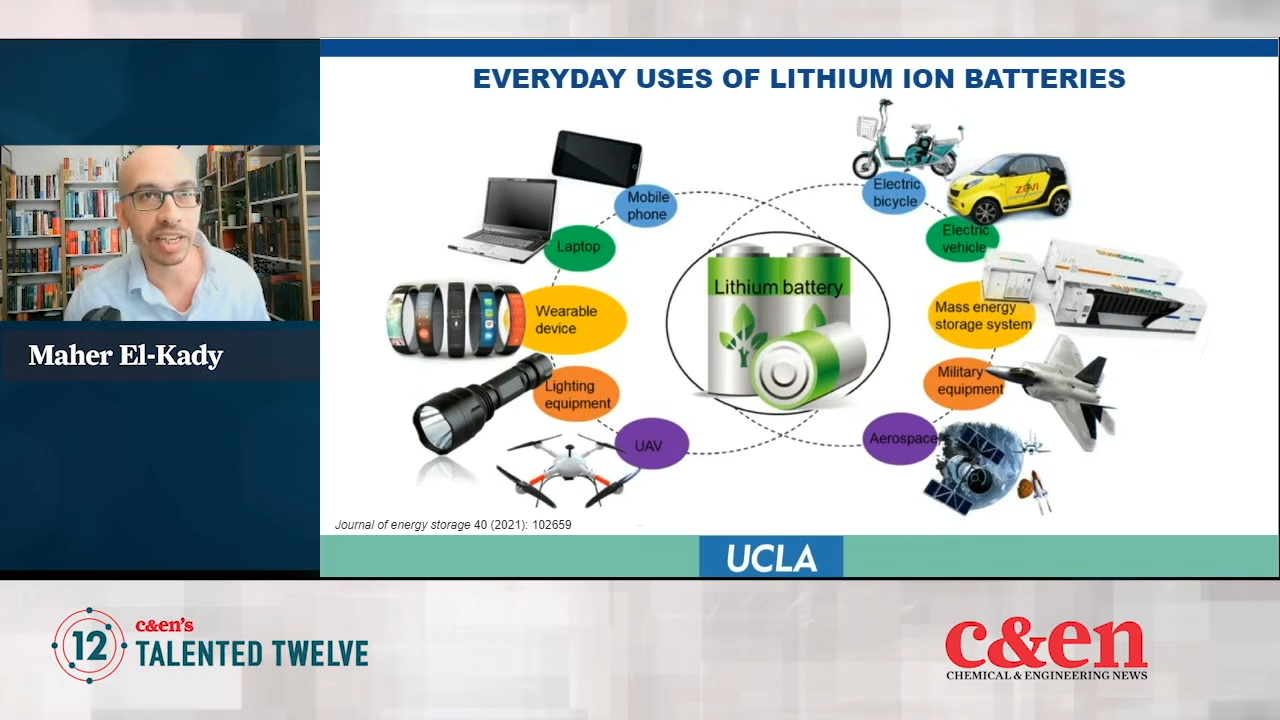 EVERYDAY USES OF LITHIUM ION BATTERIES
Mobile
phone
Laptop
Wearable
device
Lighting
equipment
UAV
Lithium battery
Electric
bicycle
ZEVI
Electric
vehicle
Mass energy
storage system
Military
equipment
Aerospace
Journal of energy storage 40 (2021): 102659
UCLA
Maher El-Kady
12
c&en's
TALENTED TWELVE
c&en
CHEMICAL & ENGINEERING NEWS